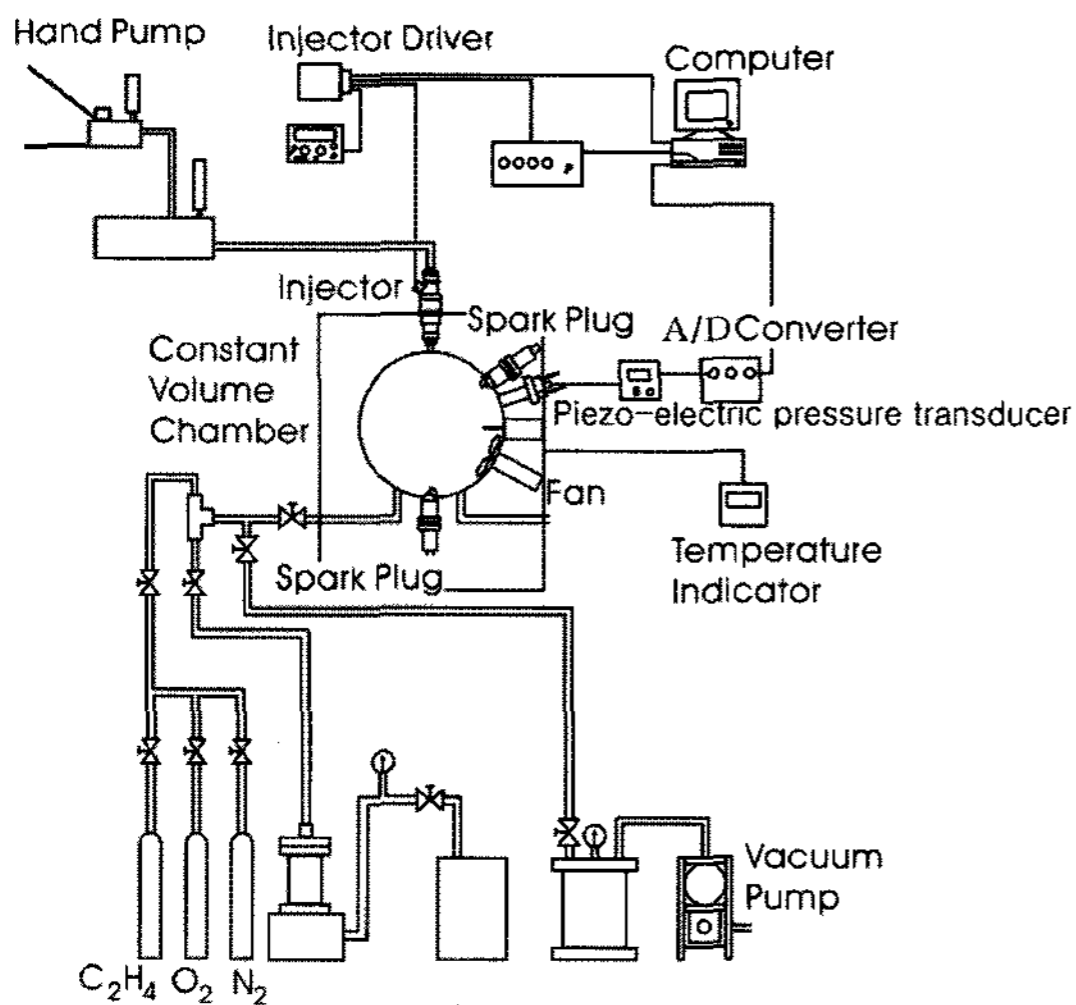 Hand Pump
Injector Driver
Computer
Injector
Spark Plug
A/D Converter
Constant
Volume
Chamber
Piezo-electric pressure transducer
Fan
Temperature
Indicator
Spark Plug
Vacuum
Pump
C₂H₄ O₂ N₂